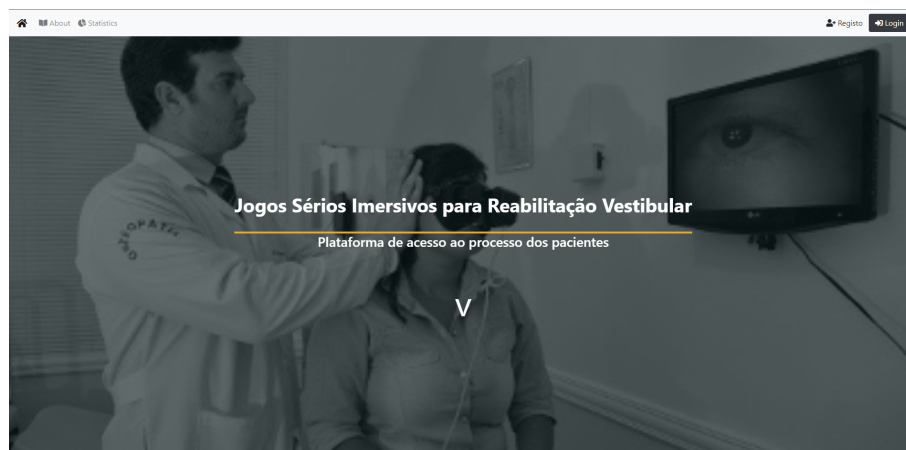 About Statistics Registo Login
Jogos Sérios Imersivos para Reabilitação Vestibular
Plataforma de acesso ao processo dos pacientes
V